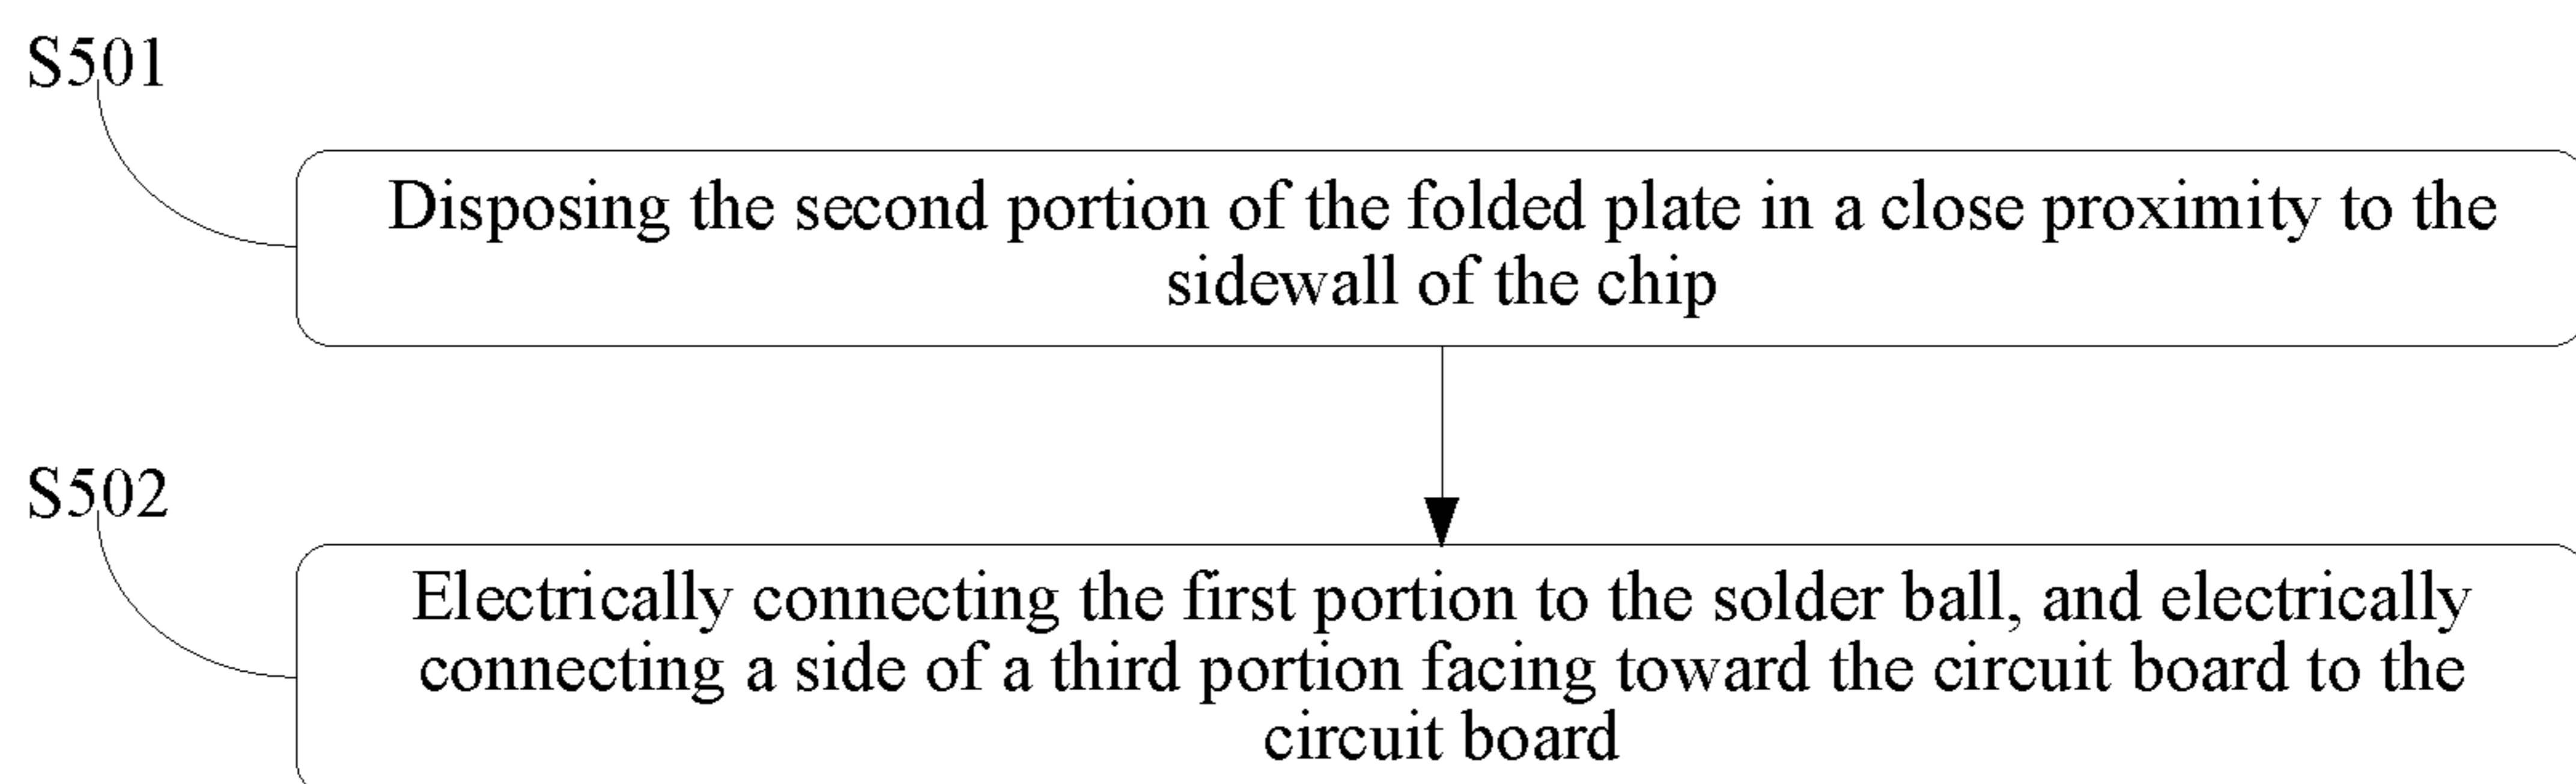 S501
Disposing the second portion of the folded plate in a close proximity to the
sidewall of the chip
S502
Electrically connecting the first portion to the solder ball, and electrically
connecting a side of a third portion facing toward the circuit board to the
circuit board